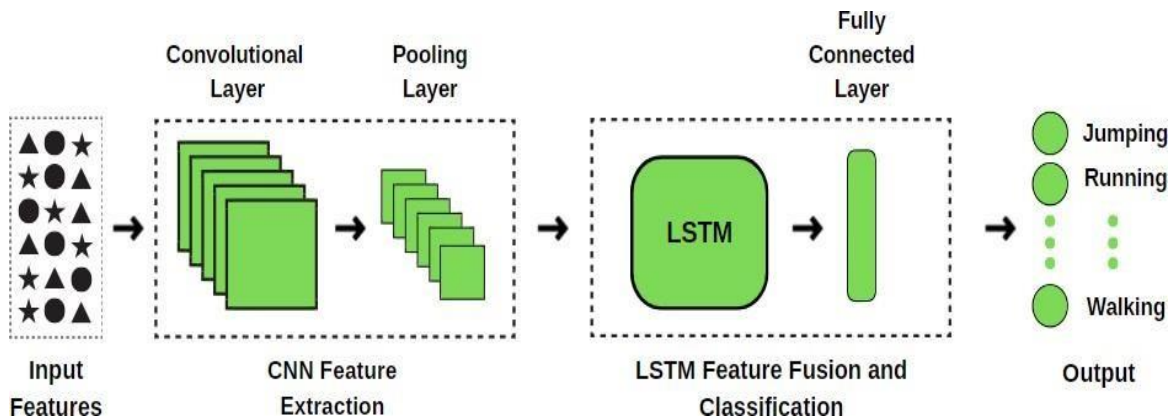 Convolutional
Layer
Pooling
Layer
Fully
Connected
Layer
LSTM
Jumping
Running
Walking
Input
Features
CNN Feature
Extraction
LSTM Feature Fusion and
Classification
Output